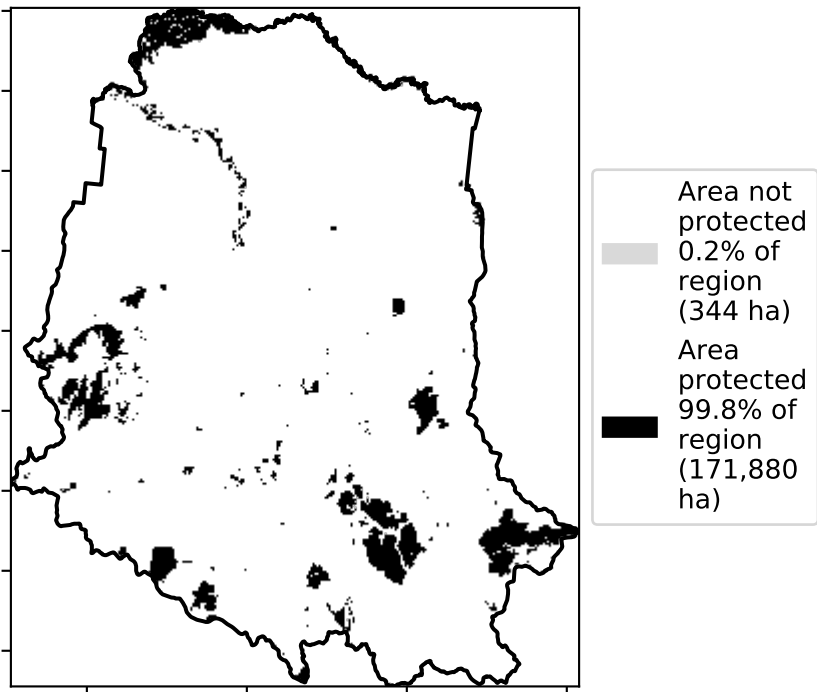 Area not
protected
0.2% of
region
(344 ha)
Area
protected
99.8% of
region
(171,880
ha)